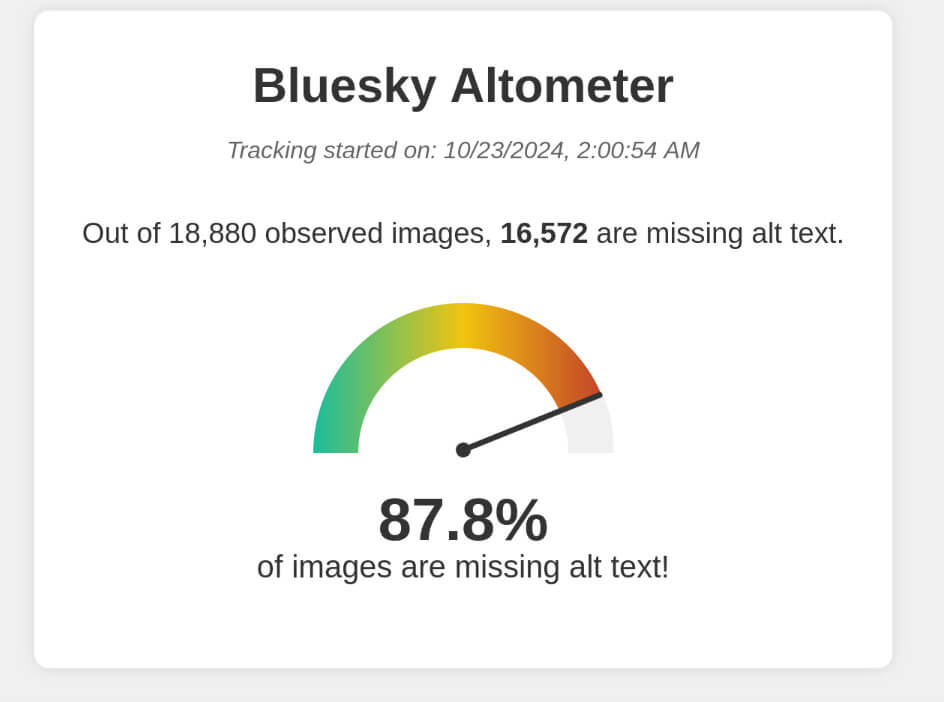 Bluesky Altometer
Tracking started on: 10/23/2024, 2:00:54 AM
Out of 18,880 observed images, 16,572 are missing alt text.
87.8%
of images are missing alt text!